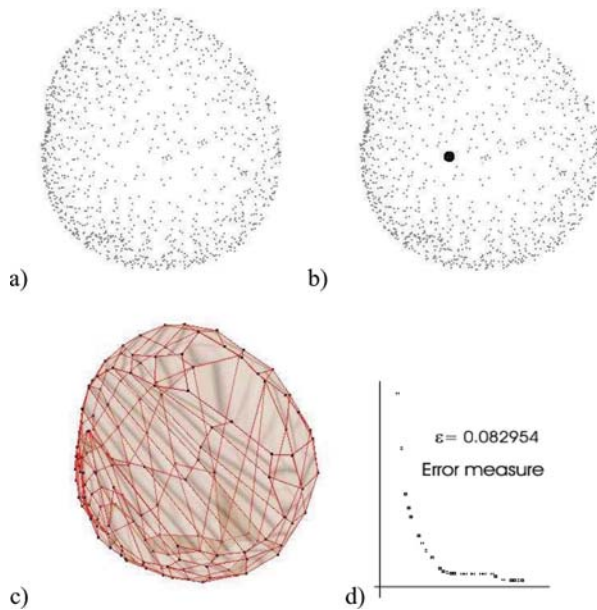 a)
b)
ε= 0.082954
Error measure
c)
d)